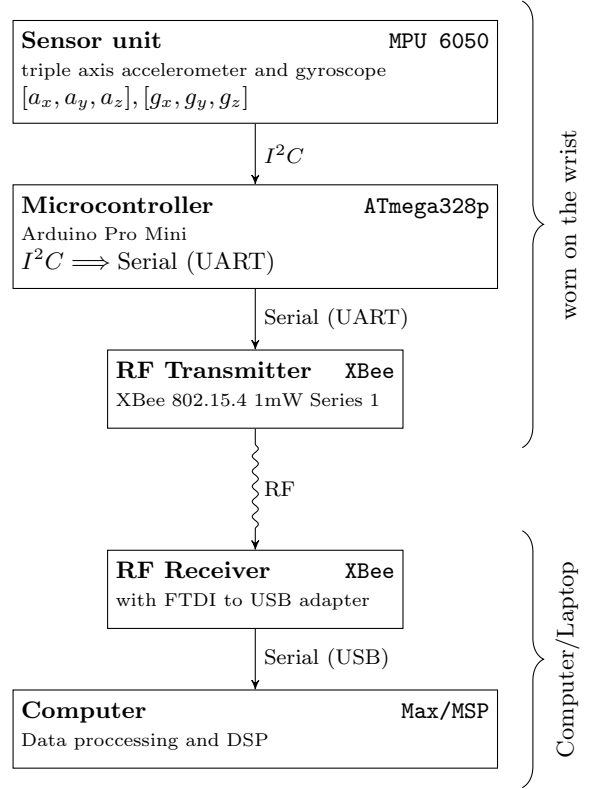 Sensor unit MPU 6050
triple axis accelerometer and gyroscope
[a_x, a_y, a_z], [g_x, g_y, g_z]
I²C
Microcontroller ATmega328p
Arduino Pro Mini
I²C ⟹ Serial (UART)
Serial (UART)
RF Transmitter XBee
XBee 802.15.4 1mW Series 1
worn on the wrist
RF
RF Receiver XBee
with FTDI to USB adapter
Serial (USB)
Computer Max/MSP
Data proccessing and DSP
Computer/Laptop